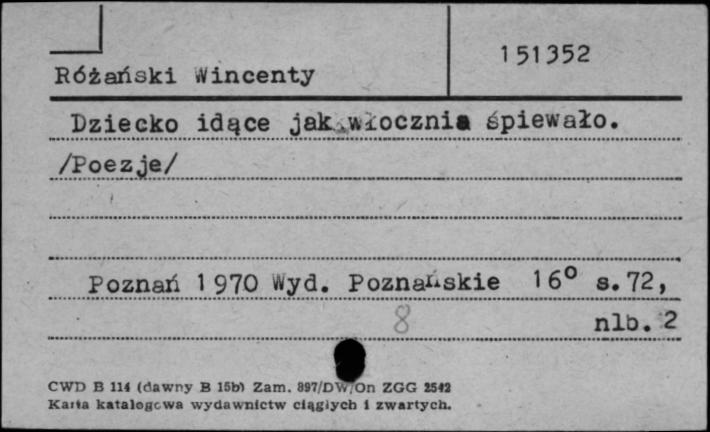 151352
Różański Wincenty
Dziecko idące jak włocznia śpiewało.
/Poezje/
Poznań 1970 Wyd. Poznańskie 16° s.72,
8 nlb. 2
CWD B 114 (dawny B 15b) Zam. 897/DW/On ZGG 2542
Karta katalogowa wydawnictw ciągłych i zwartych.